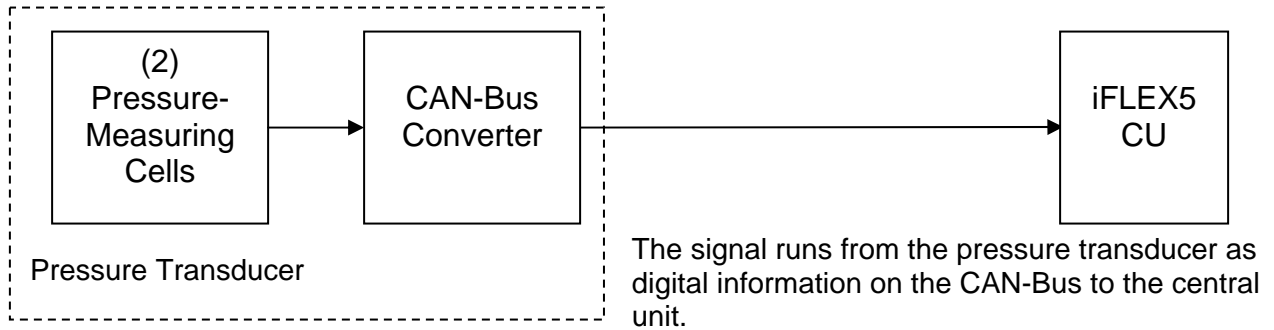 (2)
Pressure-
Measuring
Cells
CAN-Bus
Converter
iFLEX5
CU
Pressure Transducer
The signal runs from the pressure transducer as
digital information on the CAN-Bus to the central
unit.